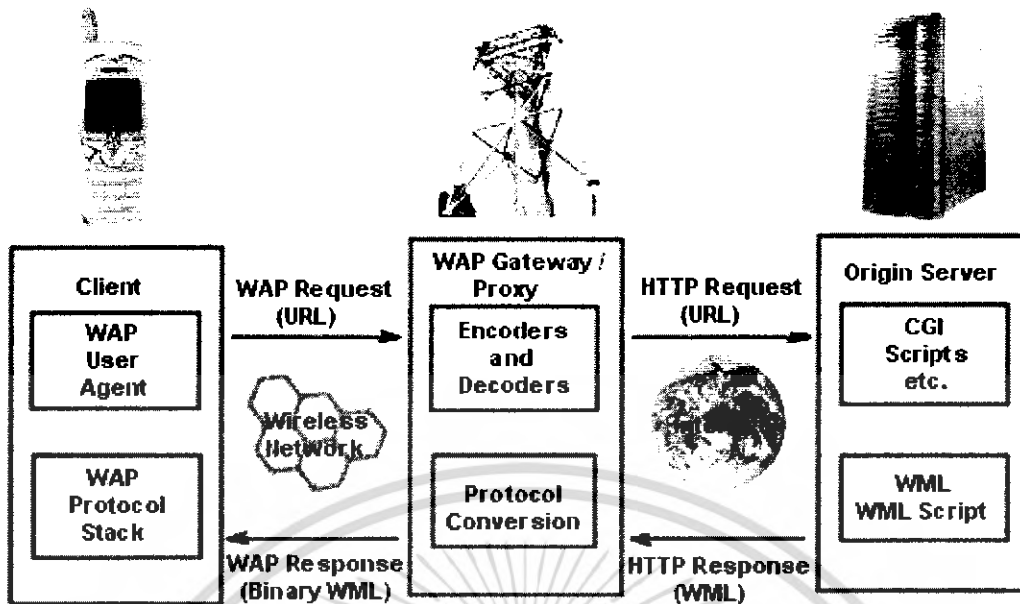 Client
WAP
User
Agent
WAP
Protocol
Stack
WAP Request
(URL)
Wireless
NetWork
WAP Response
(Binary WML)
WAP Gateway /
Proxy
Encoders
and
Decoders
Protocol
Conversion
HTTP Request
(URL)
HTTP Response
(WML)
Origin Server
CGI
Scripts
etc.
WML
WML Script